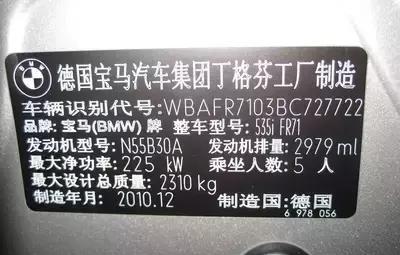 BMW
德国宝马汽车集团丁格芬工厂制造
车辆识别代号:WBAFR7103BC727722
品牌:宝马(BMW) 牌 整车型号: 535i FR71
发动机型号: N55B30A 发动机排量: 2979 ml
最大净功率: 225 kW 乘坐人数: 5 人
最大设计总质量: 2310 kg
制造年月: 2010.12 制造国: 德国
6 978 056